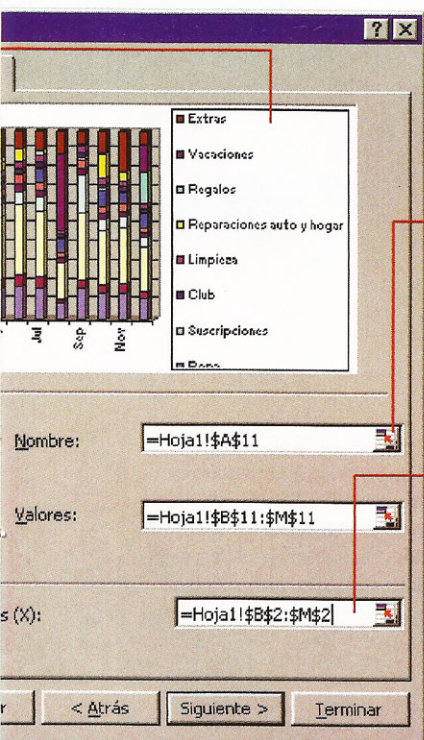 ? X
Extras
Vacaciones
Regalos
Reparaciones auto y hogar
Limpieza
Club
Suscripciones
Ropa
Jul
Sep
Nov
Nombre: =Hoja1!$A$11
Valores: =Hoja1!$B$11:$M$11
s (X): =Hoja1!$B$2:$M$2
r < Atrás Siguiente > Terminar